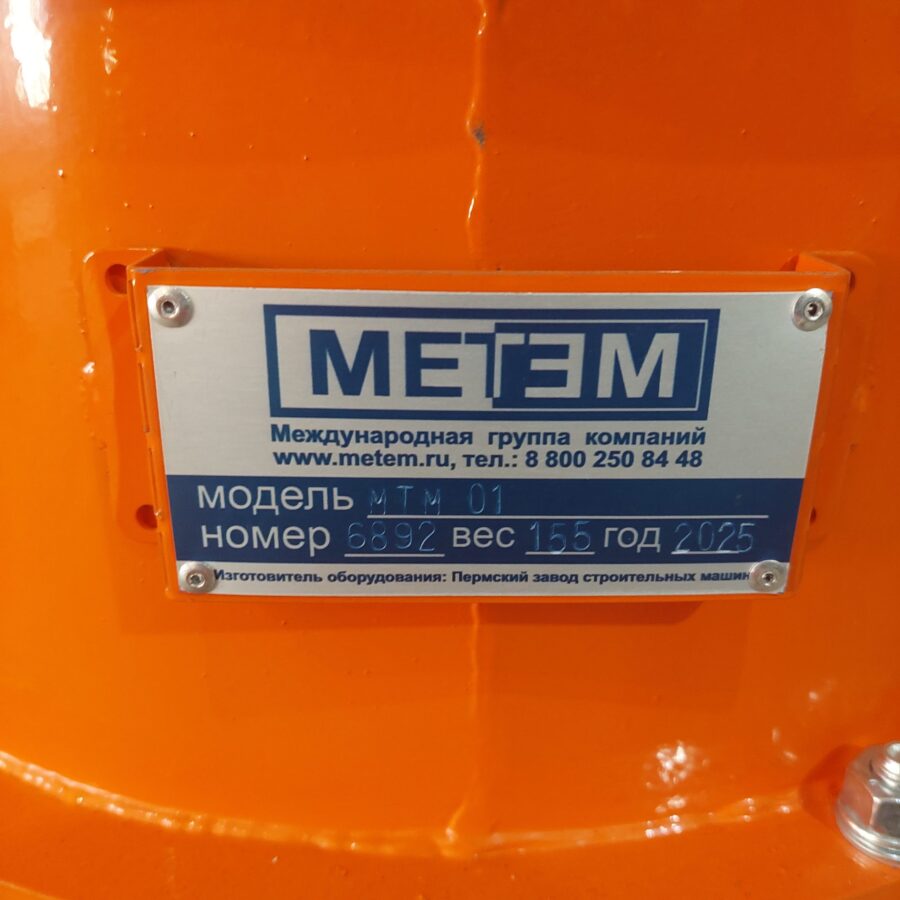 METEM
Международная группа компаний
www.metem.ru, тел.: 8 800 250 84 48
модель МТМ 01
номер 6892 вес 155 год 2025
Изготовитель оборудования: Пермский завод строительных машин